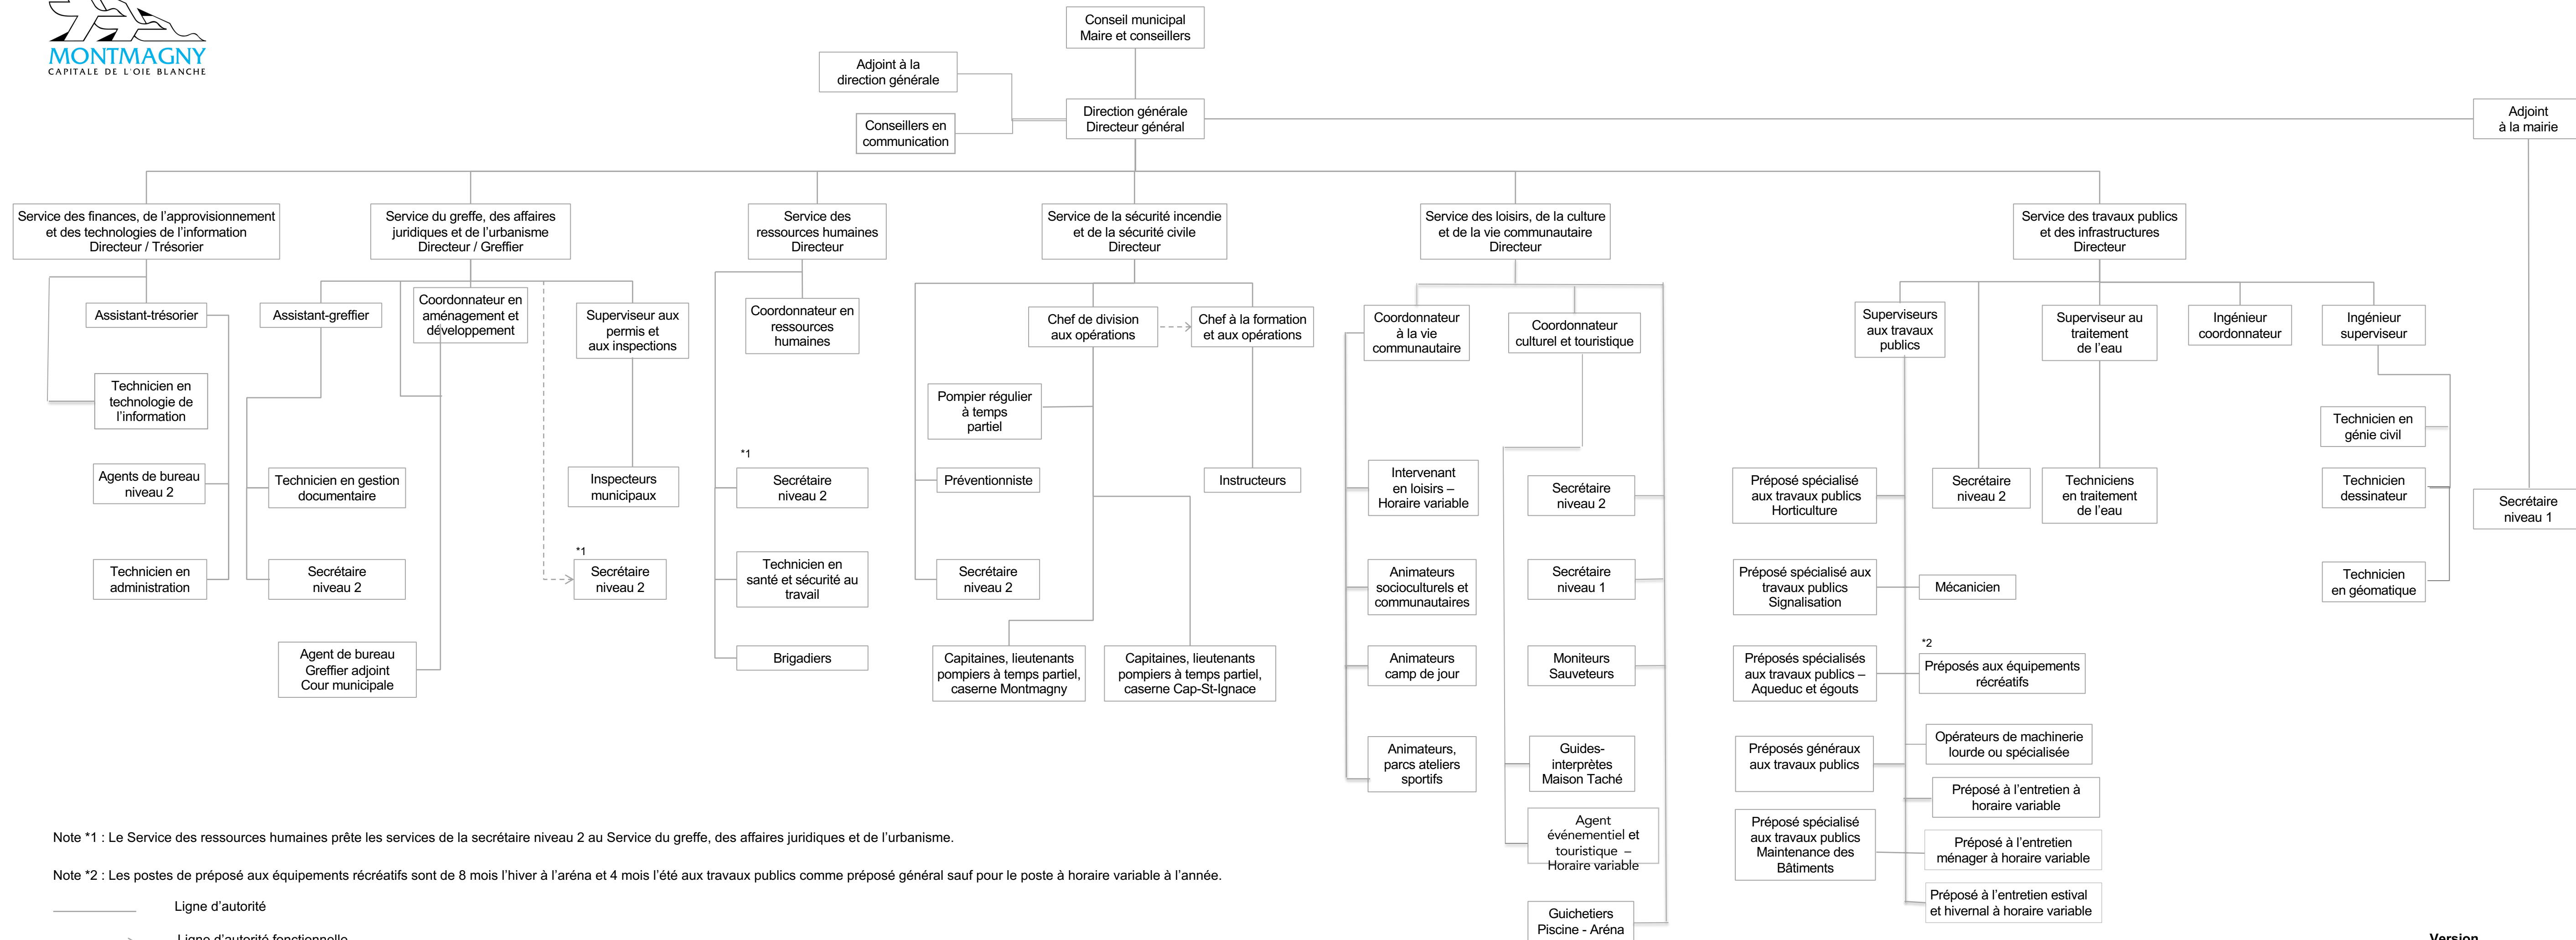 MONTMAGNY
CAPITALE DE L'OIE BLANCHE
Conseil municipal
Maire et conseillers
Adjoint à la
direction générale
Conseillers en
communication
Direction générale
Directeur général
Adjoint
à la mairie
Service des finances, de l'approvisionnement
et des technologies de l'information
Directeur / Trésorier
Service du greffe, des affaires
juridiques et de l'urbanisme
Directeur / Greffier
Service des
ressources humaines
Directeur
Service de la sécurité incendie
et de la sécurité civile
Directeur
Service des loisirs, de la culture
et de la vie communautaire
Directeur
Service des travaux publics
et des infrastructures
Directeur
Assistant-trésorier
Technicien en
technologie de
l'information
Agents de bureau
niveau 2
Technicien en
administration
Assistant-greffier
Coordonnateur en
aménagement et
développement
Superviseur aux
permis et
aux inspections
Technicien en gestion
documentaire
Secrétaire
niveau 2
Agent de bureau
Greffier adjoint
Cour municipale
Inspecteurs
municipaux
*1
Secrétaire
niveau 2
Coordonnateur en
ressources
humaines
*1
Secrétaire
niveau 2
Technicien en
santé et sécurité au
travail
Brigadiers
Chef de division
aux opérations
Chef à la formation
et aux opérations
Pompier régulier
à temps
partiel
Préventionniste
Secrétaire
niveau 2
Instructeurs
Capitaines, lieutenants
pompiers à temps partiel,
caserne Montmagny
Capitaines, lieutenants
pompiers à temps partiel,
caserne Cap-St-Ignace
Coordonnateur
à la vie
communautaire
Coordonnateur
culturel et touristique
Intervenant
en loisirs –
Horaire variable
Animateurs
socioculturels et
communautaires
Animateurs
camp de jour
Animateurs,
parcs ateliers
sportifs
Secrétaire
niveau 2
Secrétaire
niveau 1
Moniteurs
Sauveteurs
Guides-
interprètes
Maison Taché
Agent
événementiel et
touristique –
Horaire variable
Guichetiers
Piscine - Aréna
Superviseurs
aux travaux
publics
Superviseur au
traitement
de l'eau
Ingénieur
coordonnateur
Ingénieur
superviseur
Préposé spécialisé
aux travaux publics
Horticulture
Secrétaire
niveau 2
Techniciens
en traitement
de l'eau
Préposé spécialisé aux
travaux publics
Signalisation
Mécanicien
Préposés spécialisés
aux travaux publics –
Aqueduc et égouts
*2
Préposés aux équipements
récréatifs
Préposés généraux
aux travaux publics
Opérateurs de machinerie
lourde ou spécialisée
Préposé à l'entretien à
horaire variable
Préposé spécialisé
aux travaux publics
Maintenance des
Bâtiments
Préposé à l'entretien
ménager à horaire variable
Préposé à l'entretien estival
et hivernal à horaire variable
Technicien en
génie civil
Technicien
dessinateur
Technicien
en géomatique
Secrétaire
niveau 1
Note *1 : Le Service des ressources humaines prête les services de la secrétaire niveau 2 au Service du greffe, des affaires juridiques et de l'urbanisme.
Note *2 : Les postes de préposé aux équipements récréatifs sont de 8 mois l'hiver à l'aréna et 4 mois l'été aux travaux publics comme préposé général sauf pour le poste à horaire variable à l'année.
Ligne d'autorité
Ligne d'autorité fonctionnelle
Version